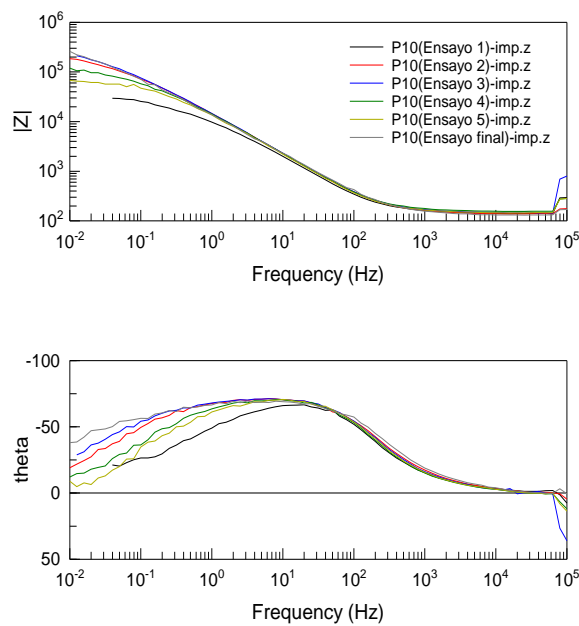 10^6
10^5
10^4
10^3
10^2
|Z|
P10(Ensayo 1)-imp.z
P10(Ensayo 2)-imp.z
P10(Ensayo 3)-imp.z
P10(Ensayo 4)-imp.z
P10(Ensayo 5)-imp.z
P10(Ensayo final)-imp.z
10^-2 10^-1 10^0 10^1 10^2 10^3 10^4 10^5
Frequency (Hz)
-100
-50
0
50
theta
10^-2 10^-1 10^0 10^1 10^2 10^3 10^4 10^5
Frequency (Hz)